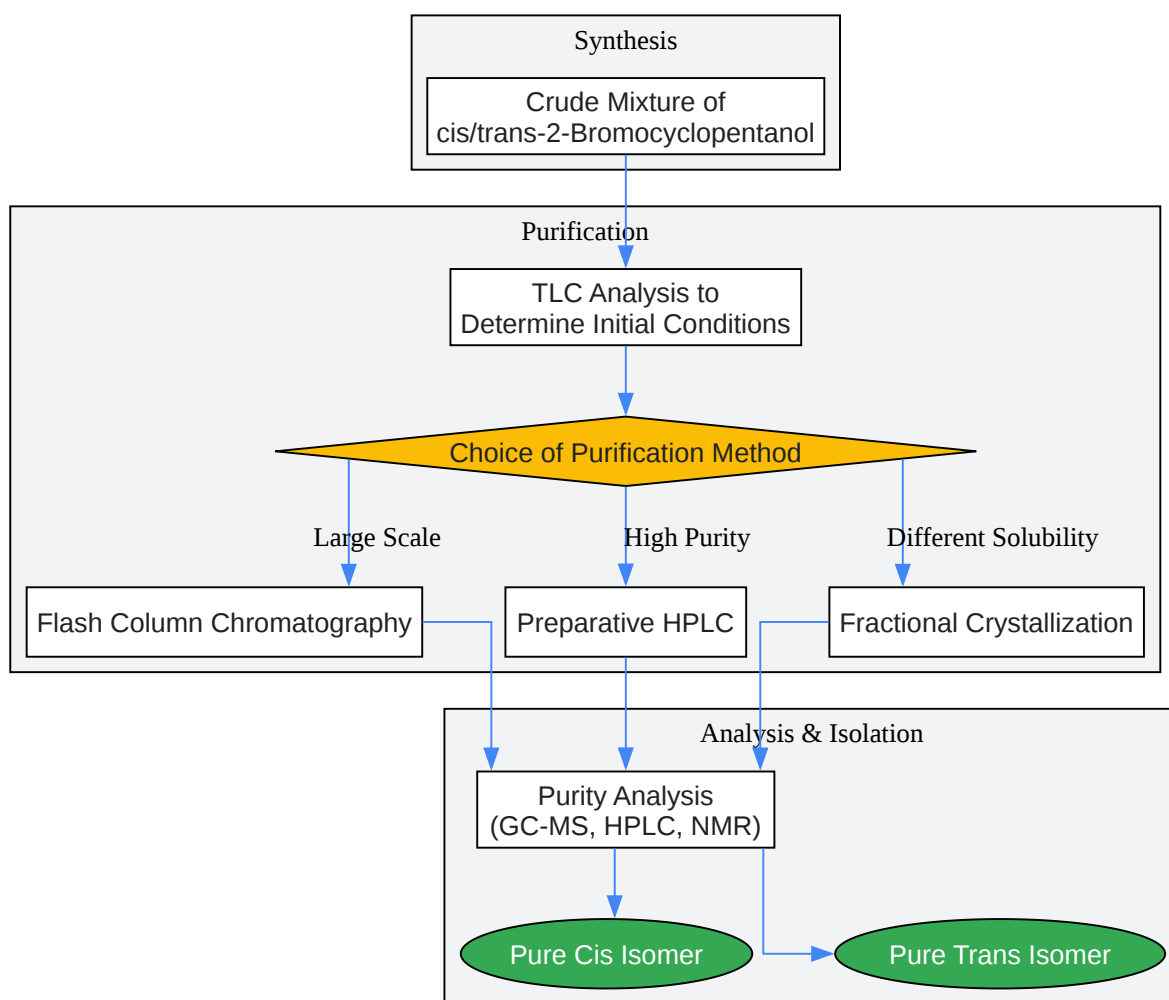 Synthesis
Crude Mixture of
cis/trans-2-Bromocyclopentanol
Purification
TLC Analysis to
Determine Initial Conditions
Choice of Purification Method
Large Scale
High Purity
Different Solubility
Flash Column Chromatography
Preparative HPLC
Fractional Crystallization
Analysis & Isolation
Purity Analysis
(GC-MS, HPLC, NMR)
Pure Cis Isomer
Pure Trans Isomer